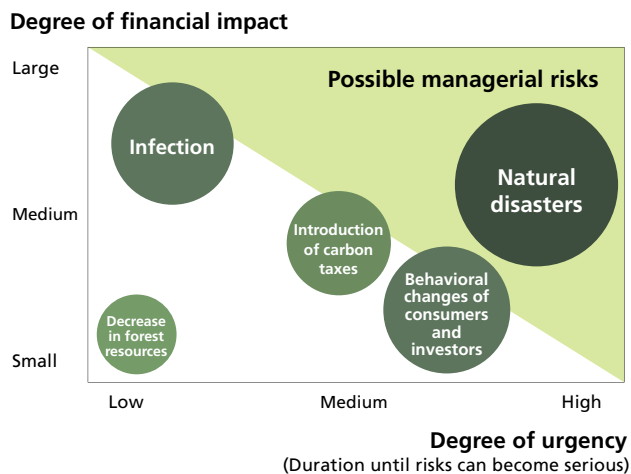 Degree of financial impact
Large
Possible managerial risks
Infection
Natural
disasters
Medium
Introduction
of carbon
taxes
Behavioral
changes of
consumers
and
investors
Decrease
in forest
resources
Small
Low
Medium
High
Degree of urgency
(Duration until risks can become serious)